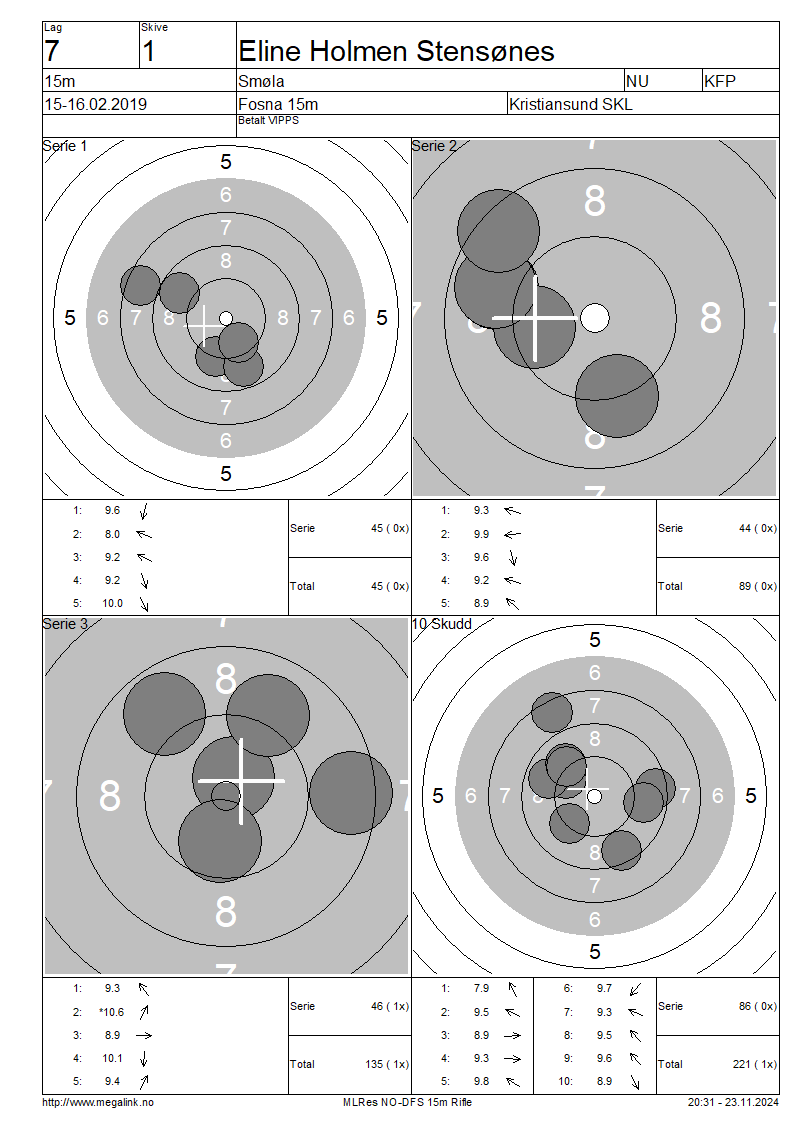 Lag Skive
7 1 Eline Holmen Stensønes
15m Smøla NU KFP
15-16.02.2019 Fosna 15m Kristiansund SKL
Betalt VIPPS
Serie 1
5
6
7
8
5 6 7 8 8 7 6 5
8
7
6
5
Serie 2
7
8
7 8 8 7
8
7
1: 9.6
2: 8.0
3: 9.2
4: 9.2
5: 10.0
Serie 45 ( 0x)
Total 45 ( 0x)
1: 9.3
2: 9.9
3: 9.6
4: 9.2
5: 8.9
Serie 44 ( 0x)
Total 89 ( 0x)
Serie 3
7
8
7 8 7
8
7
10 Skudd
5
6
7
8
5 6 7 8 7 6 5
8
7
6
5
1: 9.3
2: *10.6
3: 8.9
4: 10.1
5: 9.4
Serie 46 ( 1x)
Total 135 ( 1x)
1: 7.9 6: 9.7
2: 9.5 7: 9.3
3: 8.9 8: 9.5
4: 9.3 9: 9.6
5: 9.8 10: 8.9
Serie 86 ( 0x)
Total 221 ( 1x)
http://www.megalink.no MLRes NO-DFS 15m Rifle 20:31 - 23.11.2024